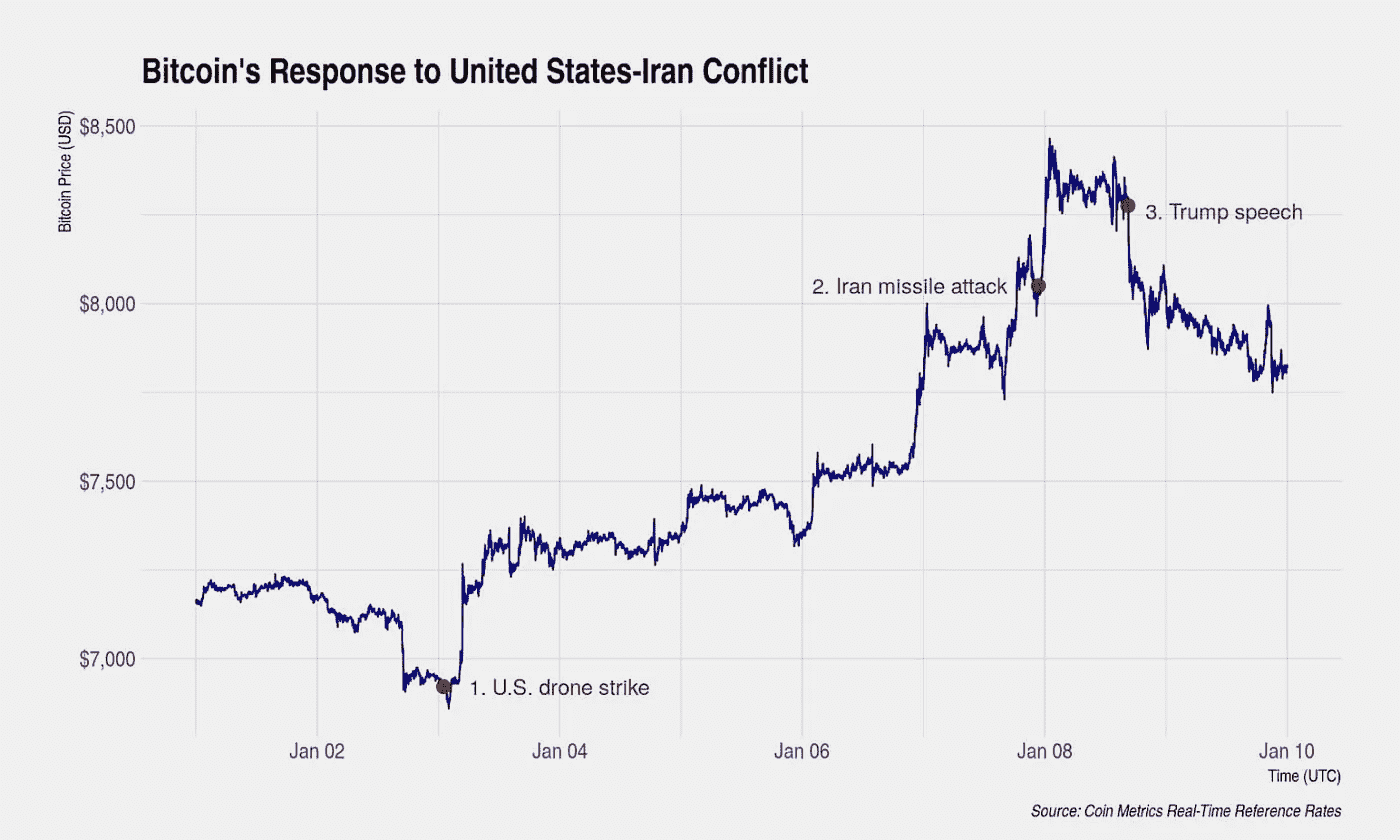 Bitcoin's Response to United States-Iran Conflict
Bitcoin Price (USD)
$8,500
3. Trump speech
2. Iran missile attack
$8,000
$7,500
$7,000
1. U.S. drone strike
Jan 02
Jan 04
Jan 06
Jan 08
Jan 10
Time (UTC)
Source: Coin Metrics Real-Time Reference Rates